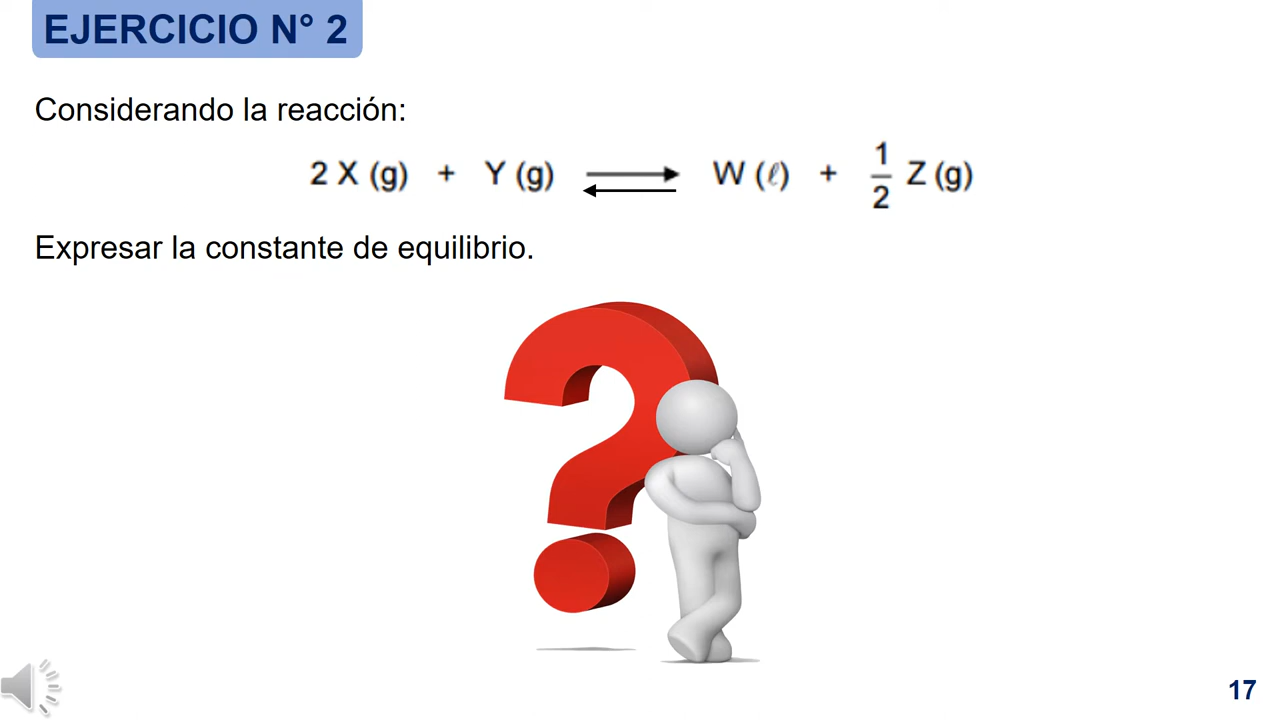 EJERCICIO N° 2
Considerando la reacción:
2 X (g) + Y (g) ⇄ W (ℓ) + 1/2 Z (g)
Expresar la constante de equilibrio.
17